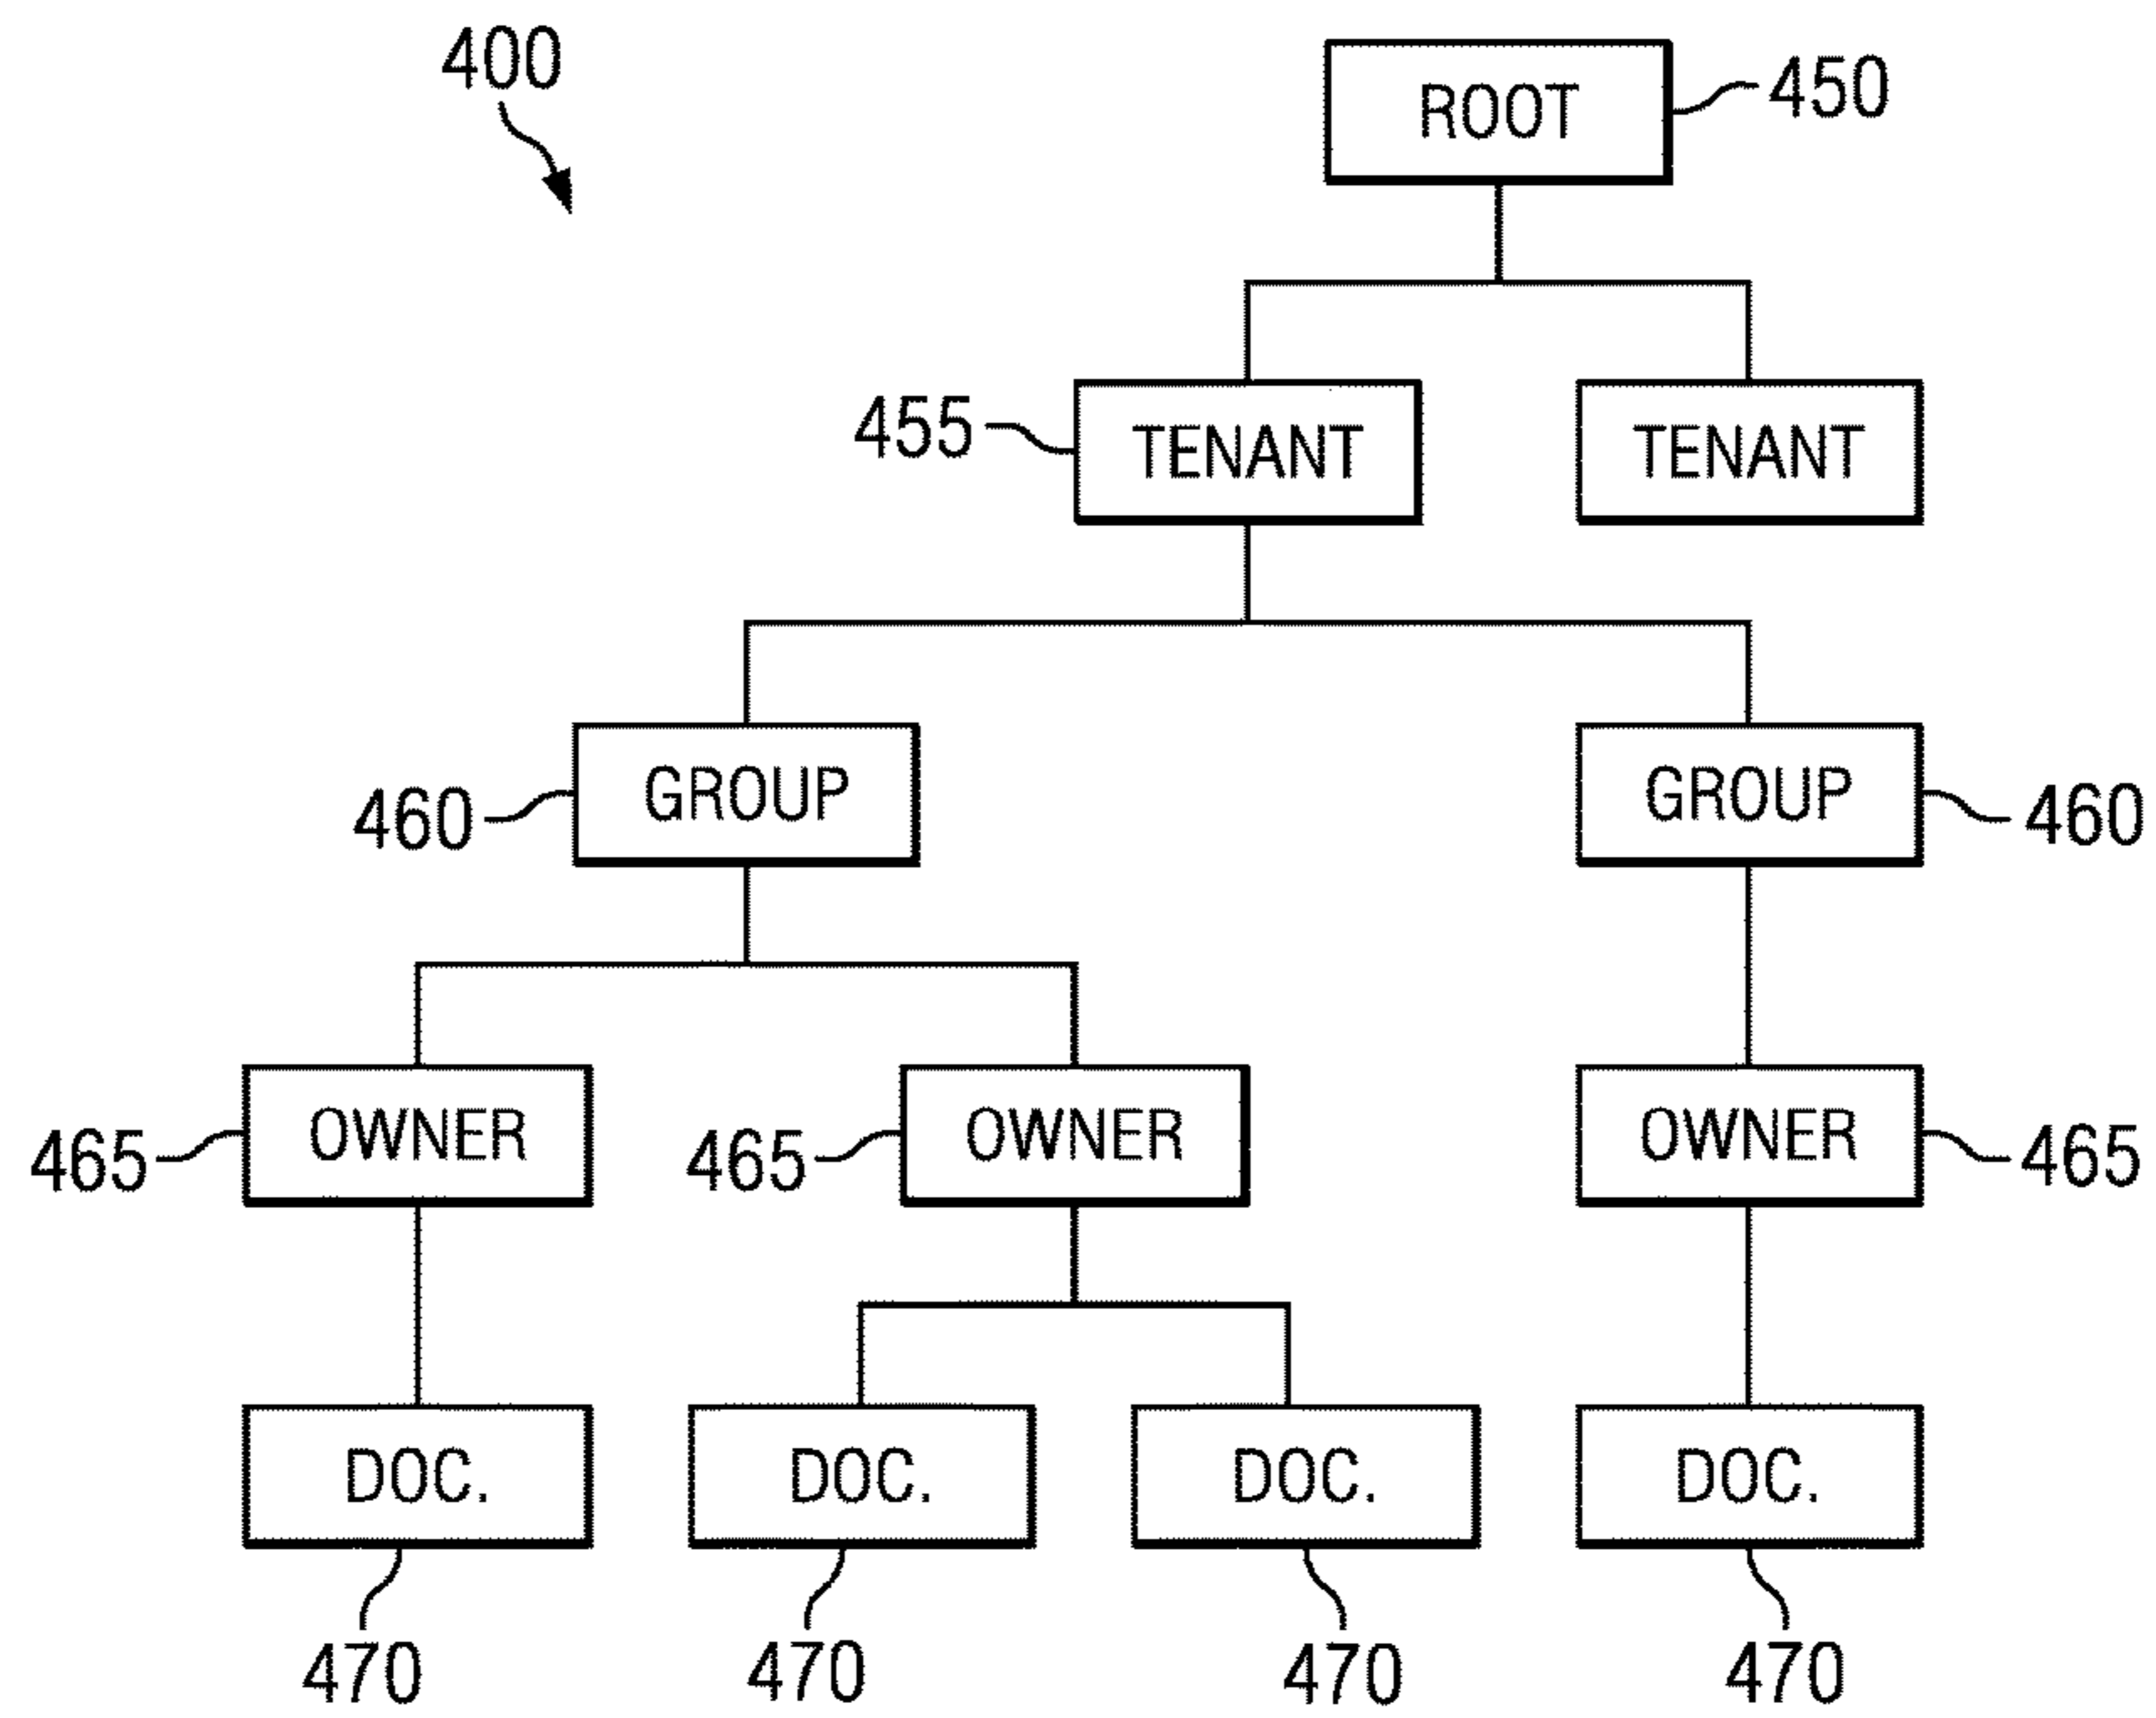 400
ROOT 450
455 TENANT TENANT
460 GROUP GROUP 460
465 OWNER 465 OWNER OWNER 465
DOC. DOC. DOC. DOC.
470 470 470 470